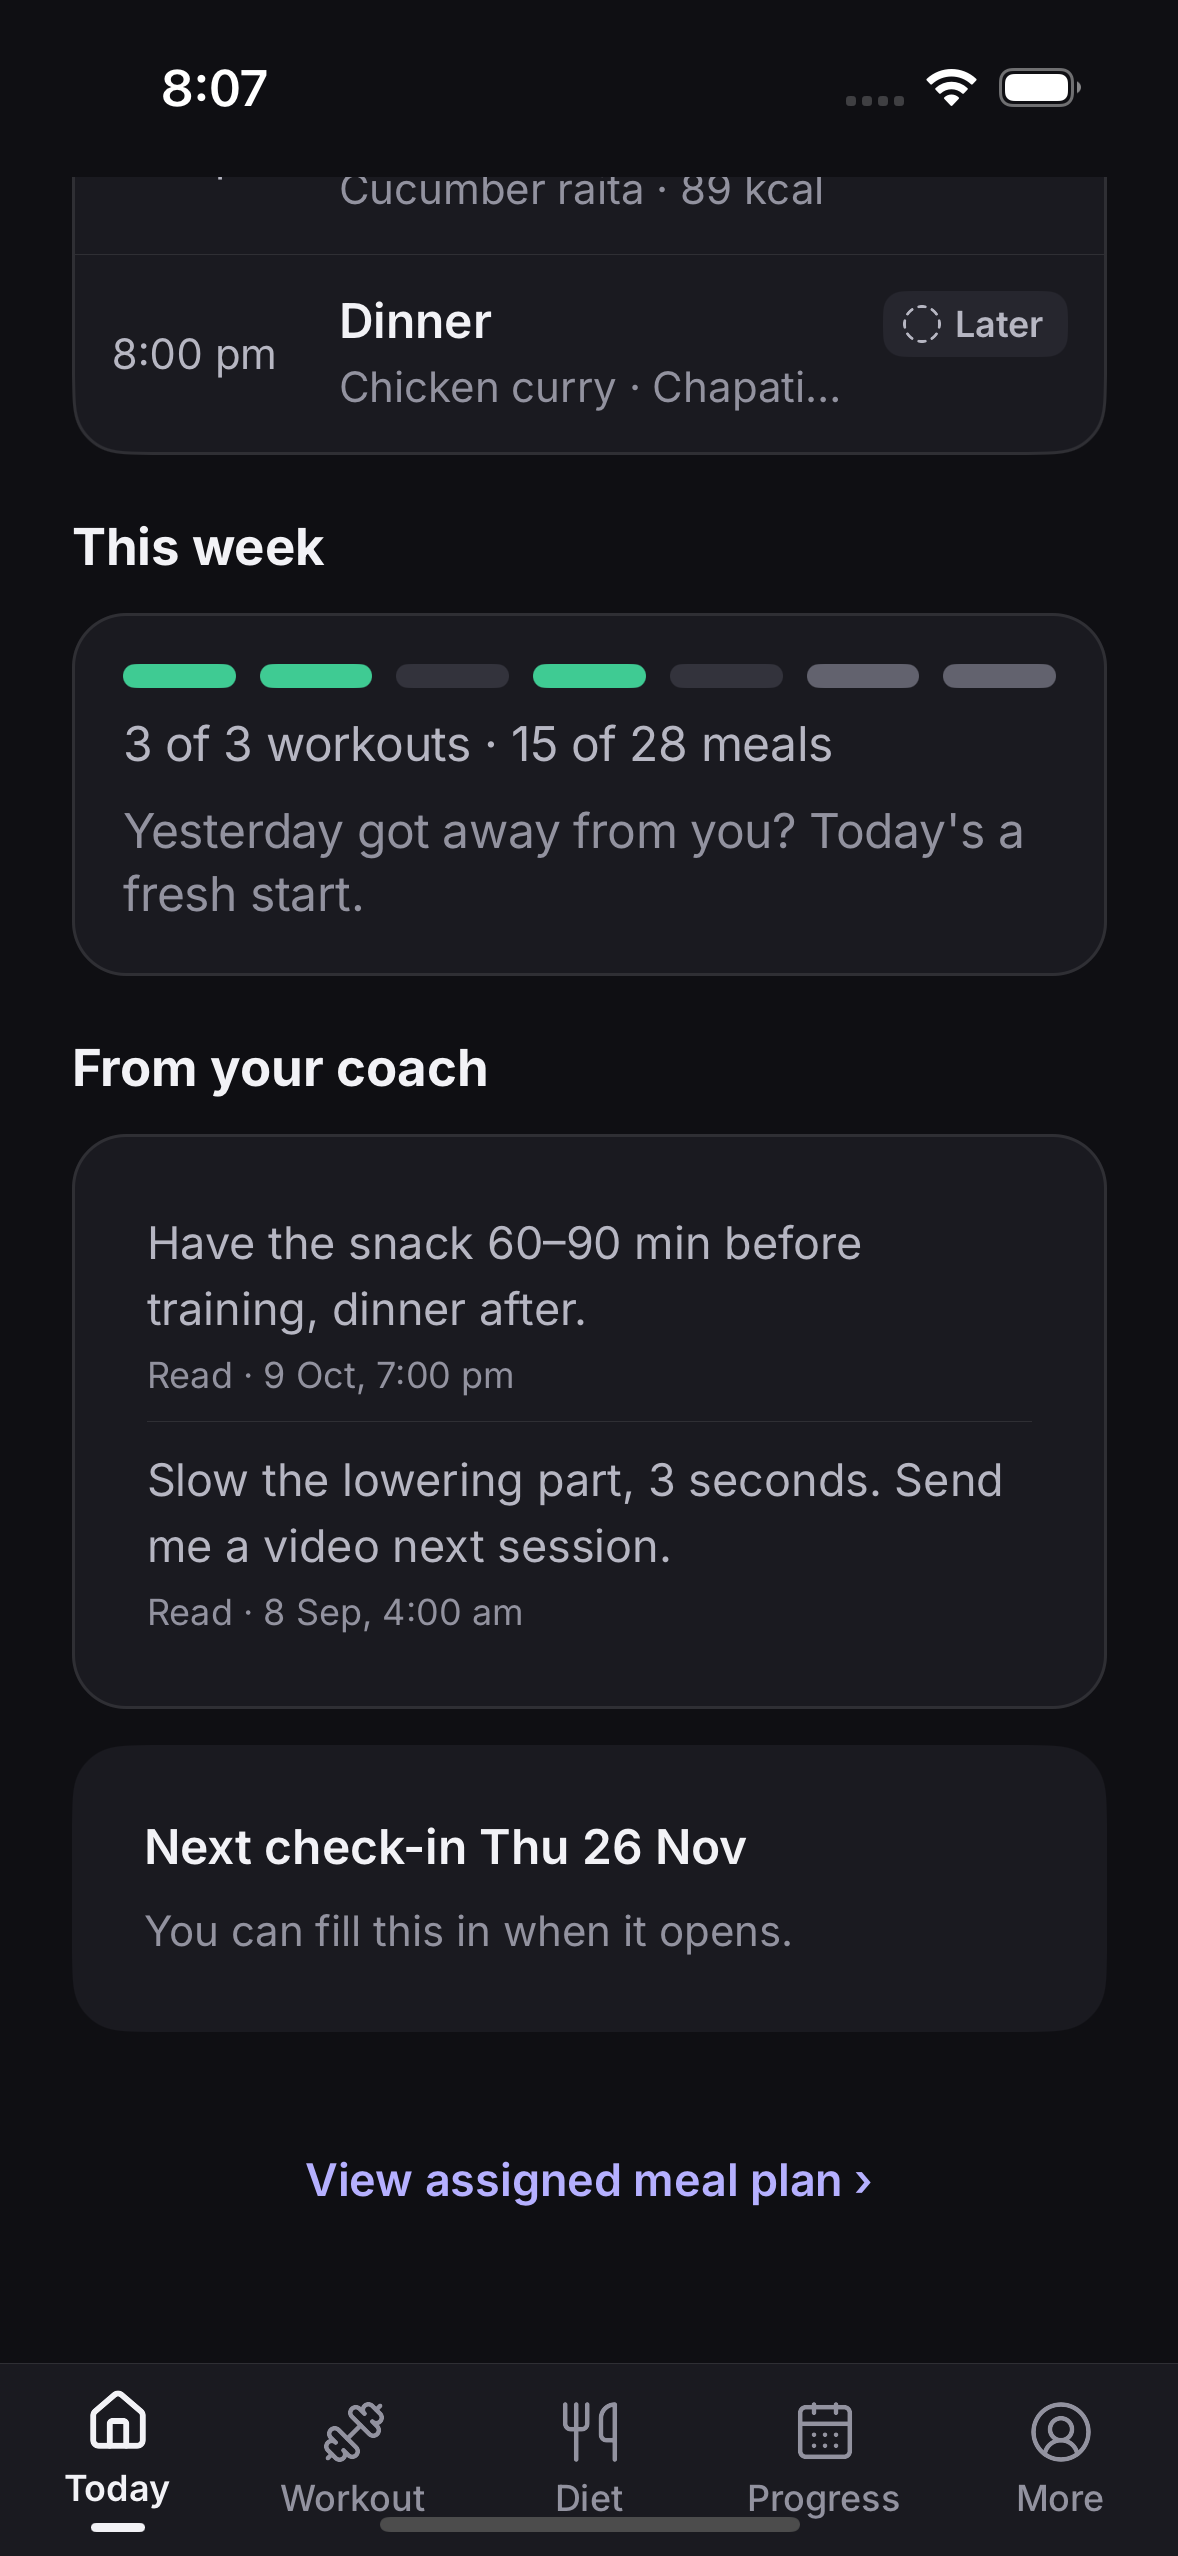 8:07
Cucumber raita · 89 kcal
Dinner
Later
8:00 pm
Chicken curry · Chapati...
This week
3 of 3 workouts · 15 of 28 meals
Yesterday got away from you? Today's a
fresh start.
From your coach
Have the snack 60–90 min before
training, dinner after.
Read · 9 Oct, 7:00 pm
Slow the lowering part, 3 seconds. Send
me a video next session.
Read · 8 Sep, 4:00 am
Next check-in Thu 26 Nov
You can fill this in when it opens.
View assigned meal plan ›
Today
Workout
Diet
Progress
More